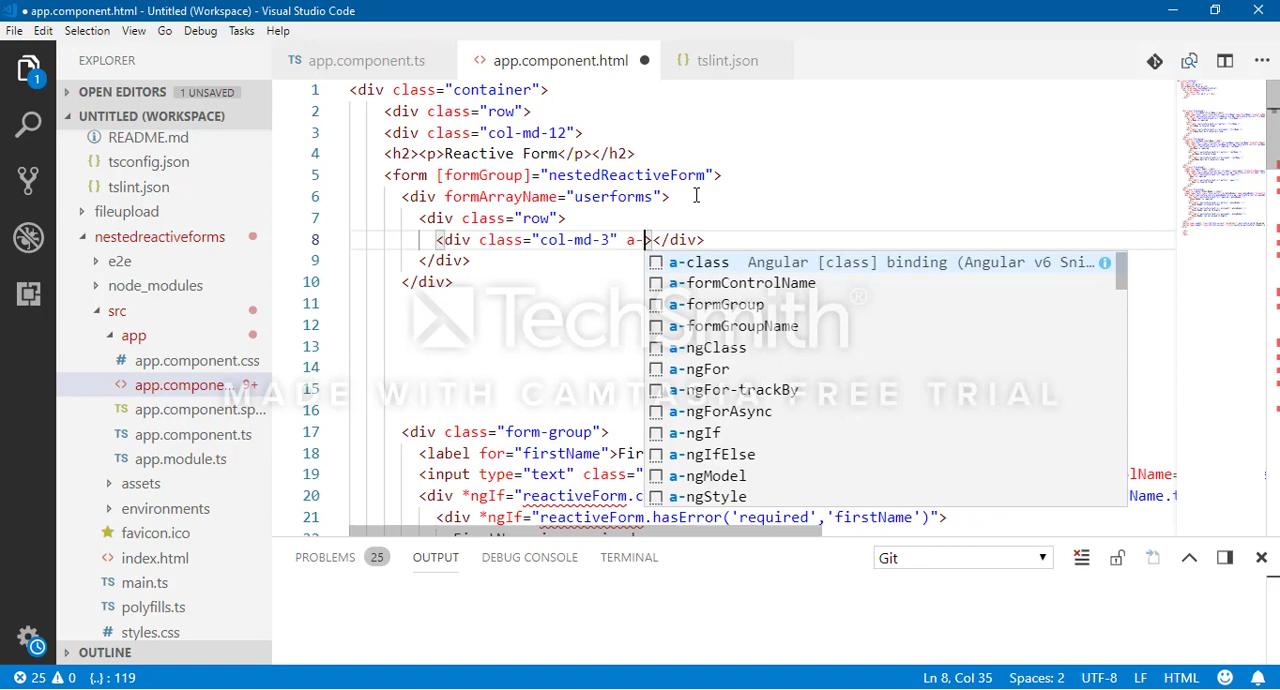 app.component.html - Untitled (Workspace) - Visual Studio Code
File Edit Selection View Go Debug Tasks Help
EXPLORER
TS app.component.ts
<> app.component.html
{} tslint.json
OPEN EDITORS 1 UNSAVED
UNTITLED (WORKSPACE)
README.md
{} tsconfig.json
{} tslint.json
fileupload
nestedreactiveforms
e2e
node_modules
src
app
# app.component.css
<> app.compone... 9+
TS app.component.sp...
TS app.component.ts
TS app.module.ts
assets
environments
favicon.ico
<> index.html
TS main.ts
TS polyfills.ts
# styles.css
OUTLINE
1
1 <div class="container">
2 <div class="row">
3 <div class="col-md-12">
4 <h2><p>Reactive Form</p></h2>
5 <form [formGroup]="nestedReactiveForm">
6 <div formArrayName="userforms">
7 <div class="row">
8 <div class="col-md-3" a-></div>
9 </div>
10 </div>
11
12
13
14
15
16
17 <div class="form-group">
18 <label for="firstName">Fir
19 <input type="text" class=" lName=
20 <div *ngIf="reactiveForm.c Name.t
21 <div *ngIf="reactiveForm.hasError('required','firstName')">
a-class Angular [class] binding (Angular v6 Sni...
a-formControlName
a-formGroup
a-formGroupName
a-ngClass
a-ngFor
a-ngFor-trackBy
a-ngForAsync
a-ngIf
a-ngIfElse
a-ngModel
a-ngStyle
TechSmith®
MADE WITH CAMTASIA FREE TRIAL
PROBLEMS 25 OUTPUT DEBUG CONSOLE TERMINAL
Git
25 0 {..} : 119 Ln 8, Col 35 Spaces: 2 UTF-8 LF HTML